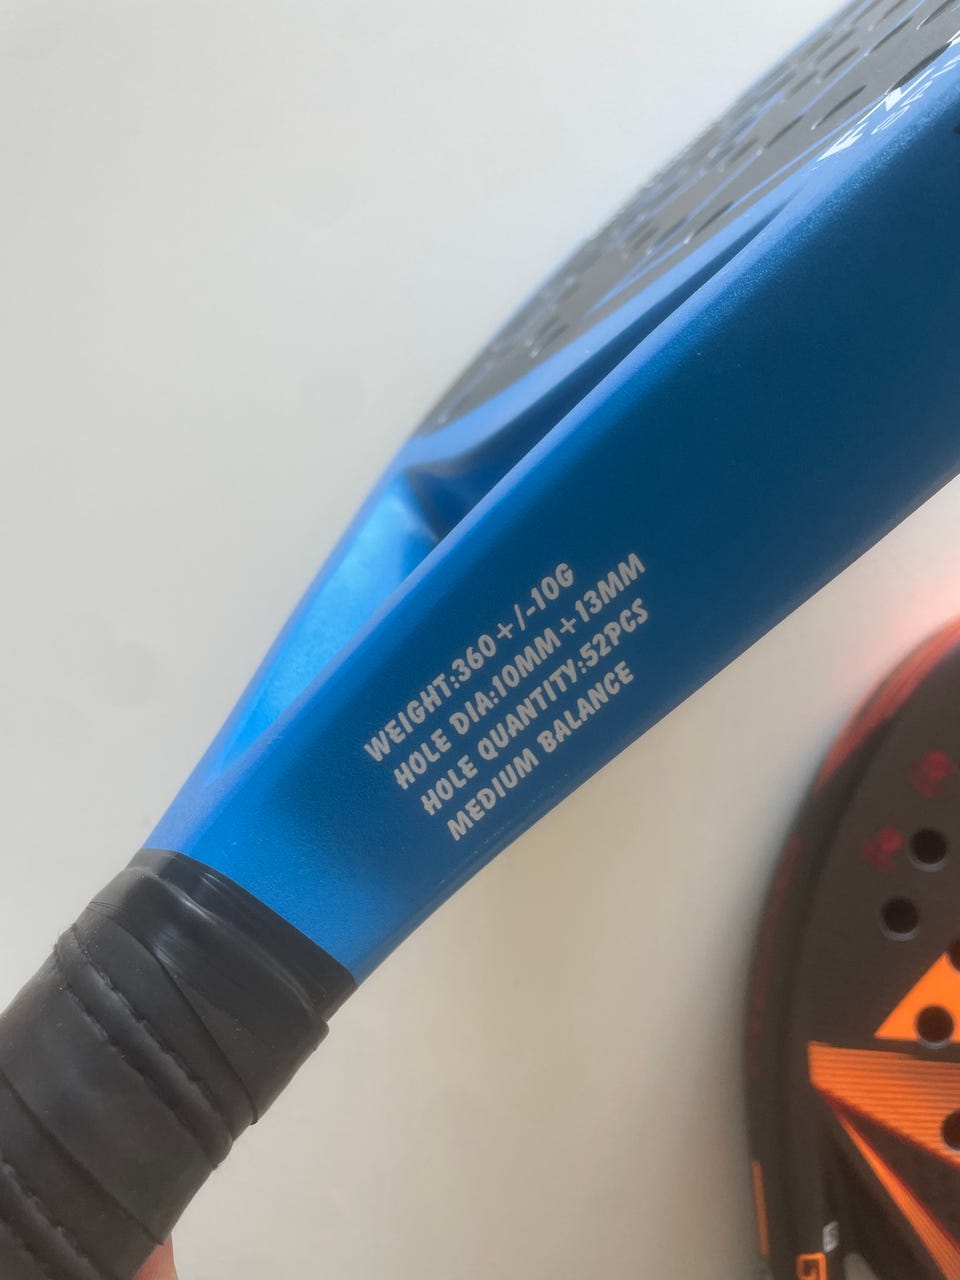 WEIGHT:360+/-10G
HOLE DIA:10MM+13MM
HOLE QUANTITY:52PCS
MEDIUM BALANCE